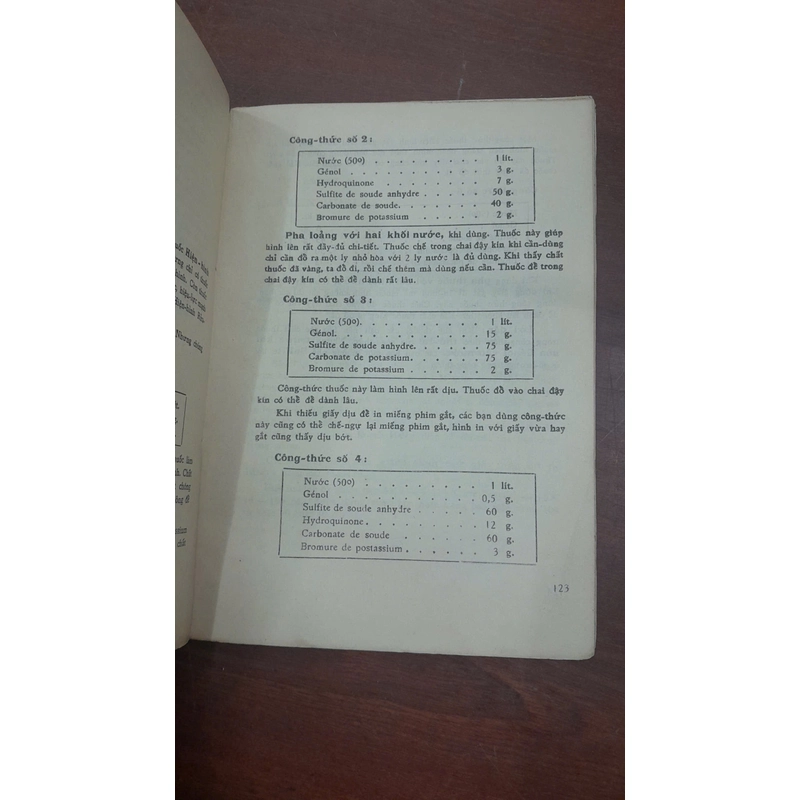 uốc Hiện-hình
Nhưng chúng
Công-thức số 2 :
Nước (50o) . . . . . . . . . 1 lít.
Génol . . . . . . . . . . . 3 g.
Hydroquinone . . . . . . . . 7 g.
Sulfite de soude anhydre . . . . . 50 g.
Carbonate de soude. . . . . . . 40 g.
Bromure de potassium . . . . . . 2 g.
Pha loảng với hai khối nước, khi dùng. Thuốc này giúp
hình lên rất đầy-đủ chi-tiết. Thuốc chế trong chai đậy kín khi cần-dùng
chỉ cần đổ ra một ly nhỏ hòa với 2 ly nước là đủ dùng. Khi thấy chất
thuốc đã vàng, ta đổ đi, rồi chế thêm mà dùng nếu cần. Thuốc để trong
chai đậy kín có thể để dành rất lâu.
Công-thức số 3 :
Nước (50o). . . . . . . . . . 1 lít.
Génol. . . . . . . . . . . . 15 g.
Sulfite de soude anhydre. . . . . . 75 g.
Carbonate de potassium. . . . . . 75 g.
Bromure de potassium . . . . . . 2 g.
Công-thức thuốc này làm hình lên rất dịu. Thuốc đổ vào chai đậy
kín có thể để dành lâu.
Khi thiếu giấy dịu để in miếng phim gắt, các bạn dùng công-thức
này cũng có thể chế-ngự lại miếng phim gắt, hình in với giấy vừa hay
gắt cũng thấy dịu bớt.
Công-thức số 4 :
Nước (50o) . . . . . . . . . 1 lít.
Génol . . . . . . . . . . . 0,5 g.
Sulfite de soude anhydre . . . . . 60 g.
Hydroquinone . . . . . . . . . 12 g.
Carbonate de soude . . . . . . 60 g.
Bromure de postassium . . . . . . 3 g.
123